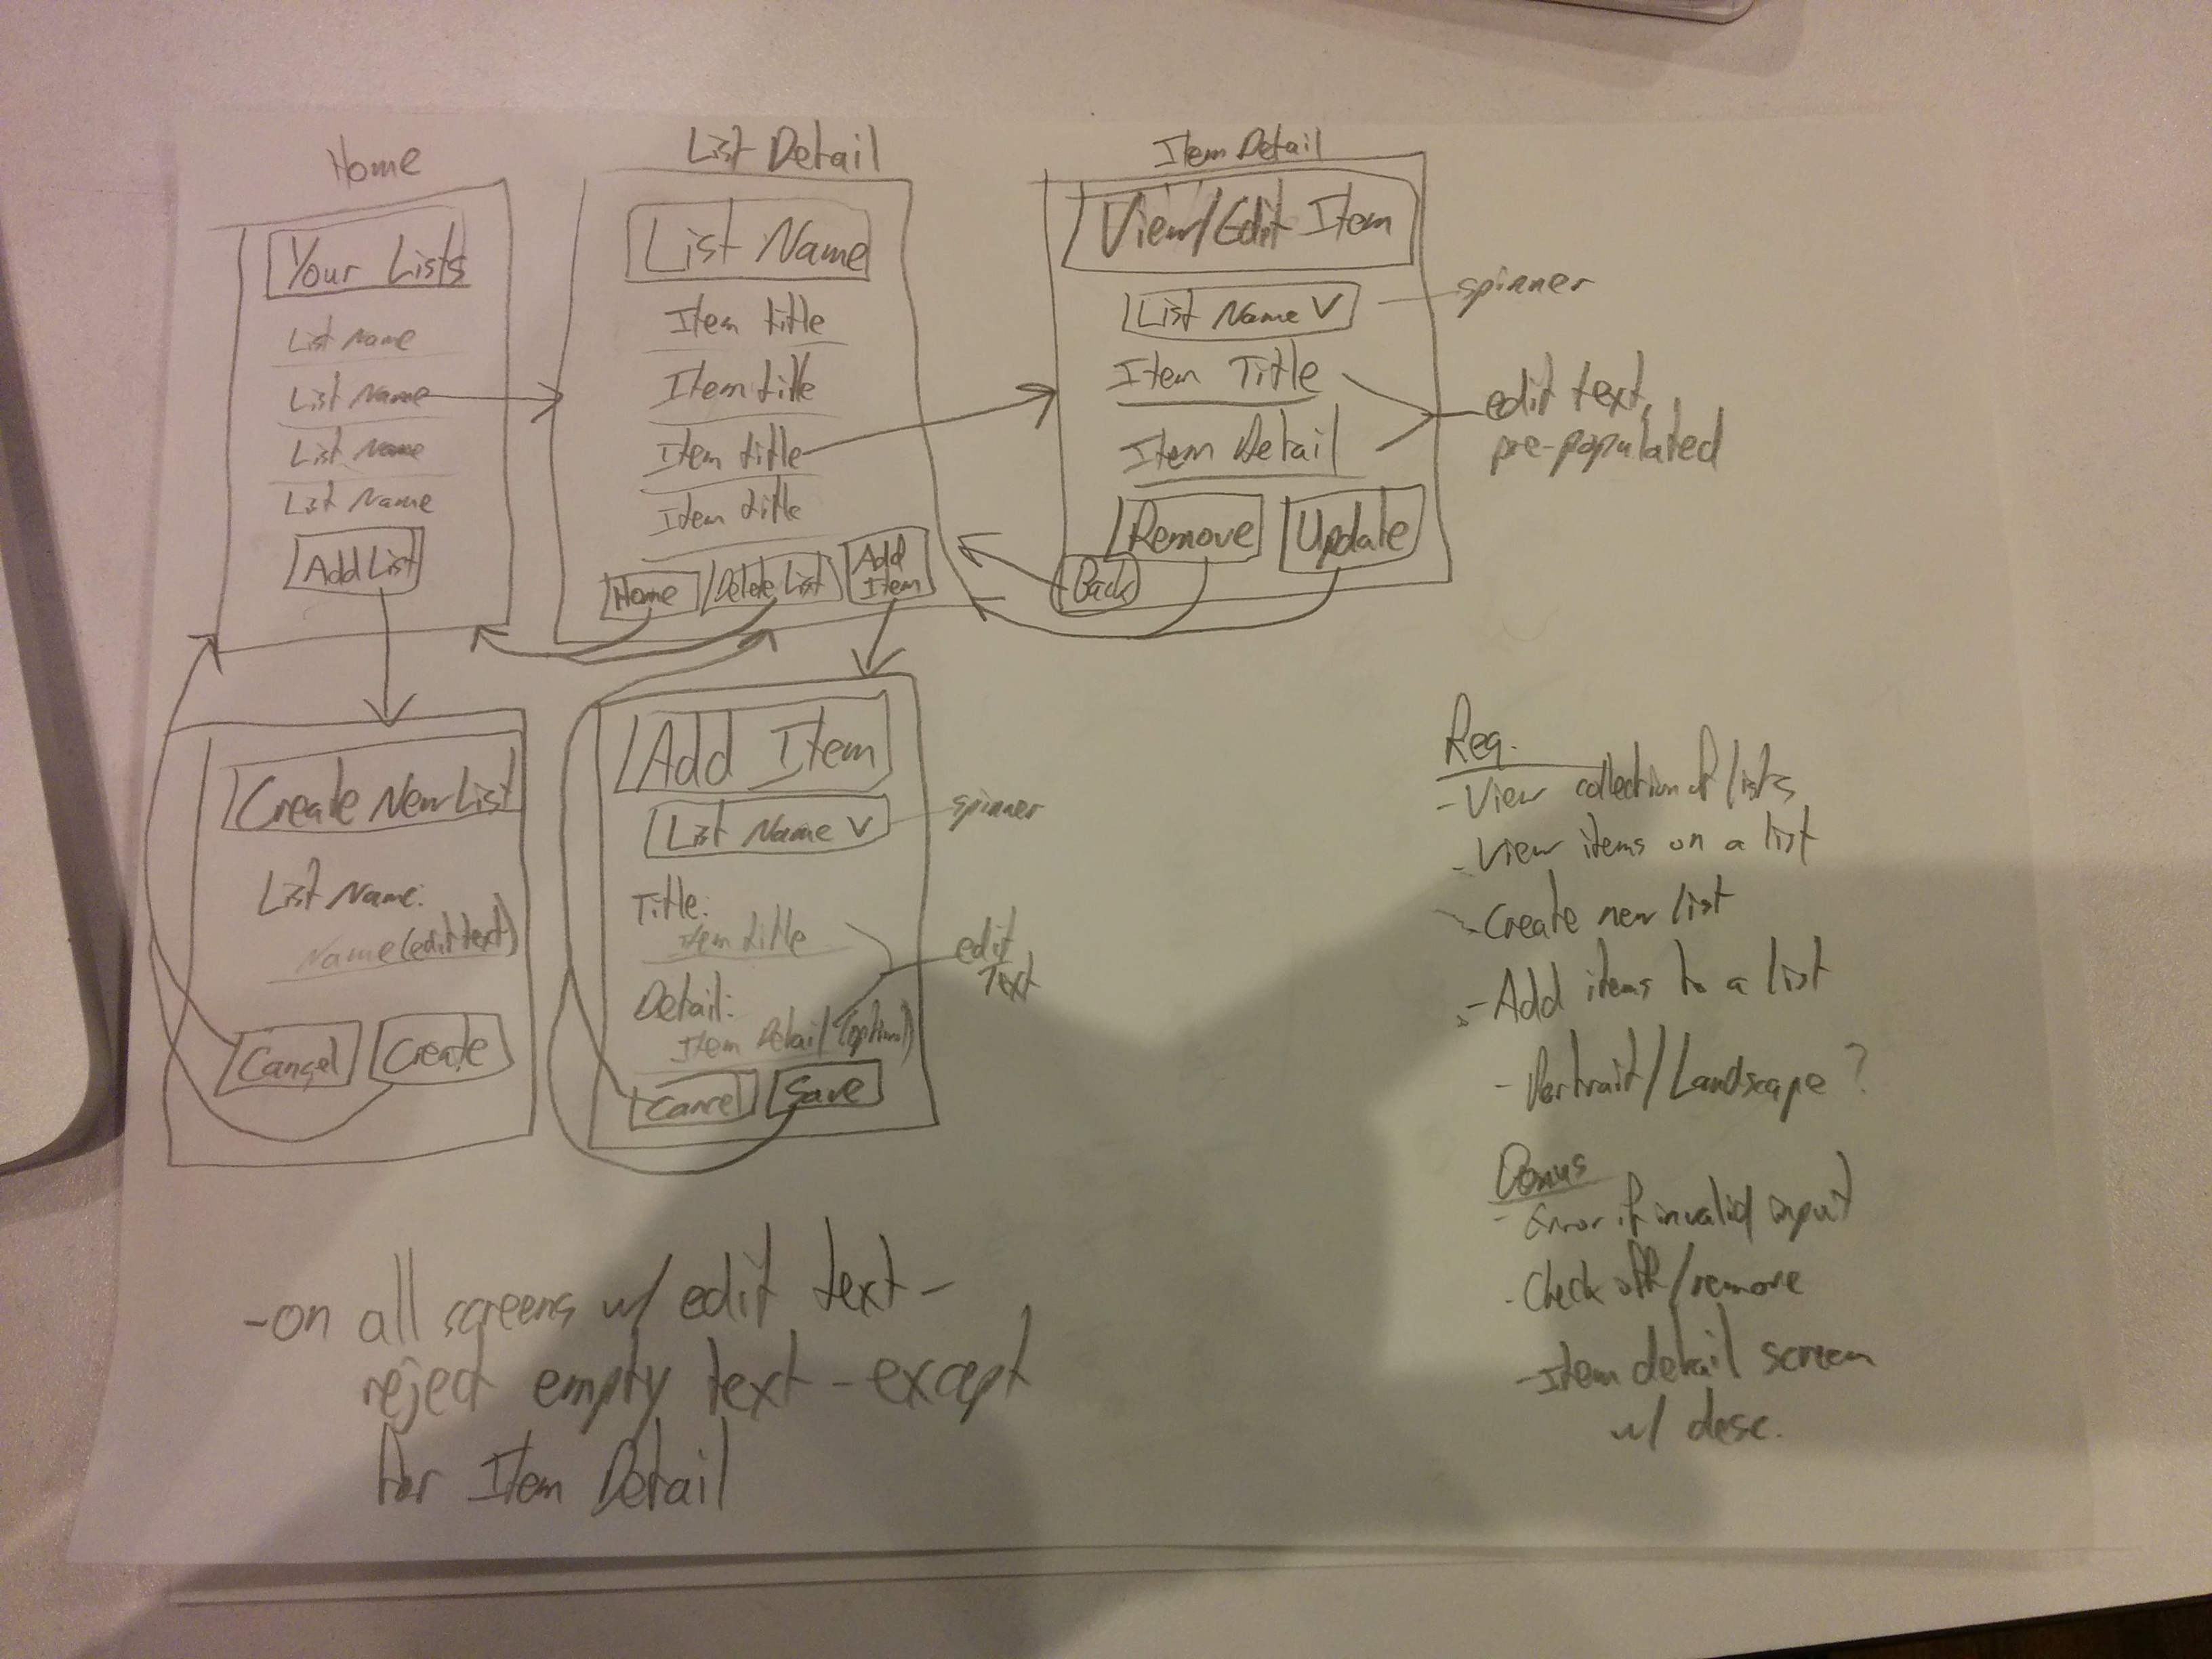 Home
Your Lists
List Name
List Name
List Name
List Name
Add List
List Detail
List Name
Item title
Item title
Item title
Item title
Home
Delete List
Add
Item
Item Detail
View/Edit Item
List Name V
spinner
Item Title
Item Detail
edit text,
pre-populated
Remove
Update
Back
Create New List
List Name:
Name (edit text)
Cancel
Create
Add Item
List Name V
spinner
Title:
Item title
Detail:
Item Detail (optional)
edit
Text
Cancel
Save
Req.
- View collection of lists
- View items on a list
- Create new list
- Add items to a list
- Portrait/Landscape?
Bonus
- Error if invalid input
- Check off/remove
- Item detail screen
w/ desc.
- on all screens w/ edit text -
reject empty text - except
for Item Detail